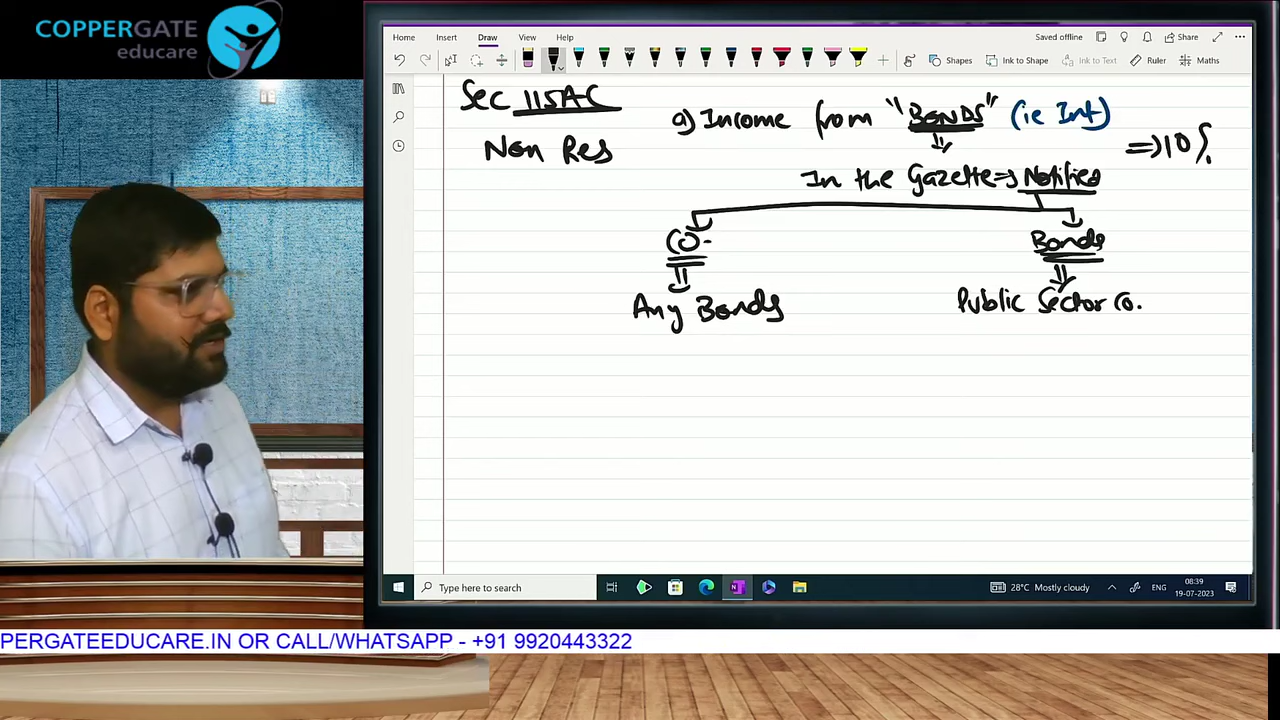 COPPERGATE
educare
Home Insert Draw View Help
Saved offline
Share
Shapes
Ink to Shape
Ink to Text
Ruler
Maths
Sec 115AC
Non Res
a) Income from "BONDS" (ie Int)
=> 10%
In the Gazette => Notified
Co.
Bonds
Any Bonds
Public Sector Co.
Type here to search
28°C Mostly cloudy
ENG
08:39
19-07-2023
PERGATEEDUCARE.IN OR CALL/WHATSAPP - +91 9920443322